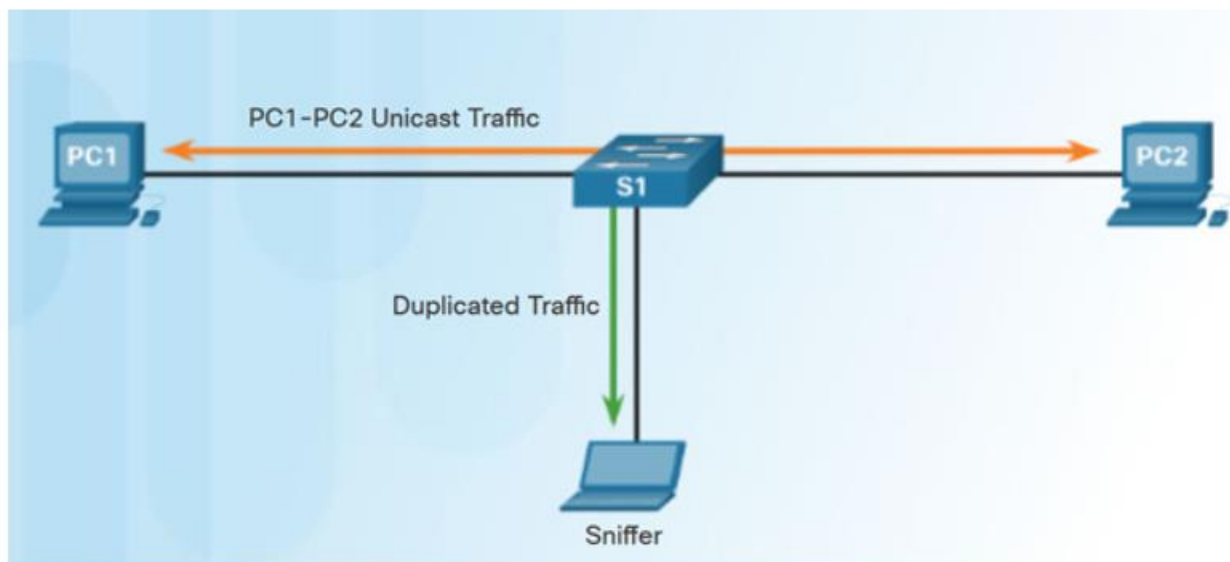 PC1-PC2 Unicast Traffic
PC1
PC2
S1
Duplicated Traffic
Sniffer